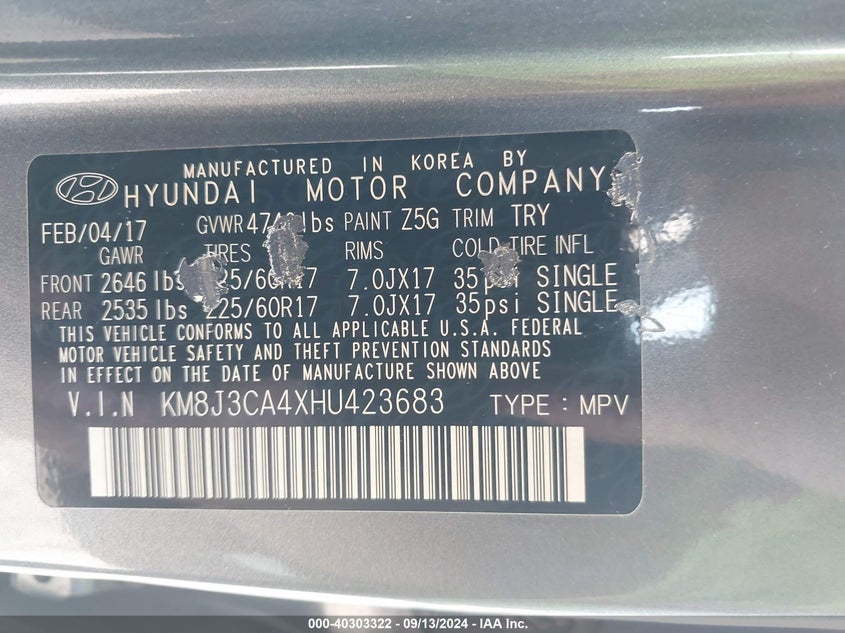 MANUFACTURED IN KOREA BY
HYUNDAI MOTOR COMPANY
FEB/04/17 GVWR lbs PAINT Z5G TRIM TRY
GAWR TIRES RIMS COLD TIRE INFL
FRONT 2646 lbs 7.0JX17 35psi SINGLE
REAR 2535 lbs 225/60R17 7.0JX17 35psi SINGLE
THIS VEHICLE CONFORMS TO ALL APPLICABLE U.S.A. FEDERAL
MOTOR VEHICLE SAFETY AND THEFT PREVENTION STANDARDS
IN EFFECT ON THE DATE OF MANUFACTURE SHOWN ABOVE
V.I.N KM8J3CA4XHU423683 TYPE : MPV
000-40303322 - 09/13/2024 - IAA Inc.